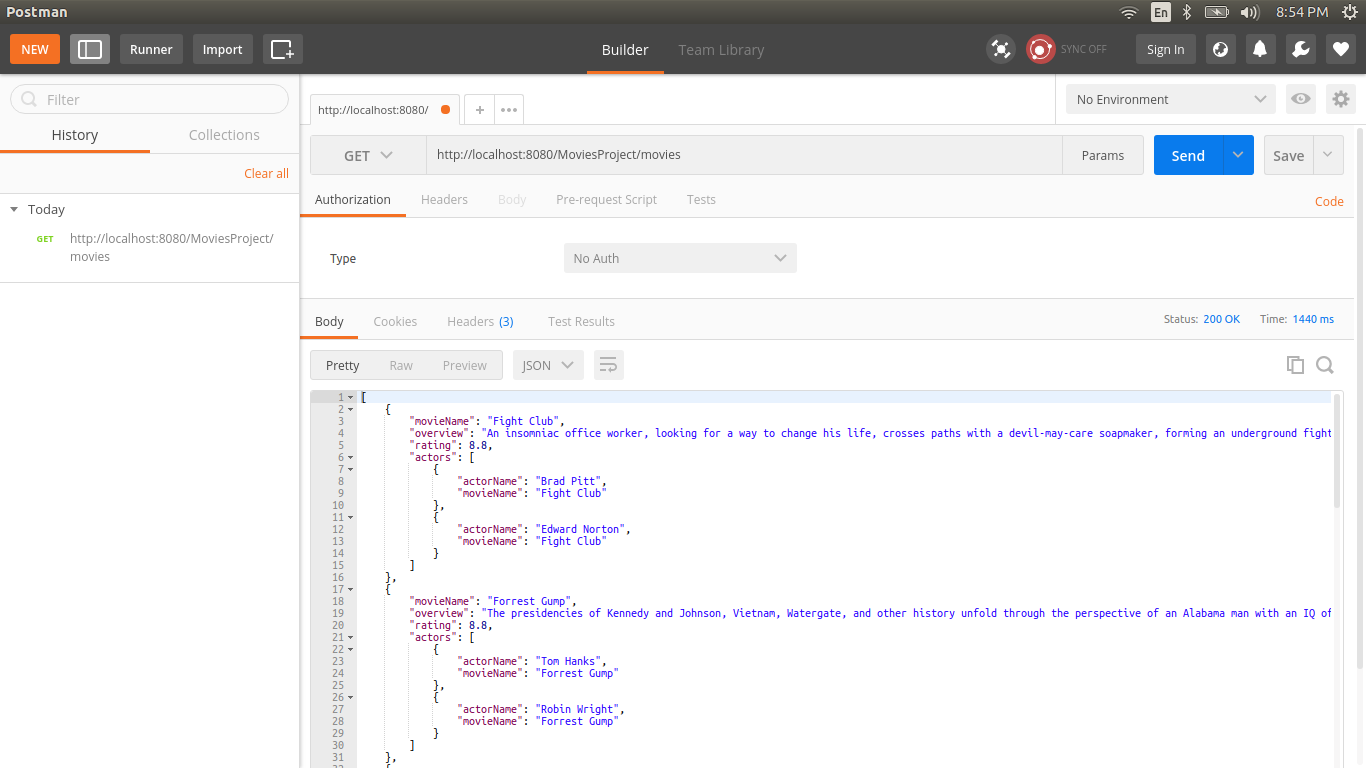 Postman
En
8:54 PM
NEW
Runner
Import
Builder
Team Library
SYNC OFF
Sign In
Filter
History
Collections
Clear all
Today
GET
http://localhost:8080/MoviesProject/
movies
http://localhost:8080/
No Environment
GET
http://localhost:8080/MoviesProject/movies
Params
Send
Save
Authorization
Headers
Body
Pre-request Script
Tests
Code
Type
No Auth
Body
Cookies
Headers (3)
Test Results
Status: 200 OK
Time: 1440 ms
Pretty
Raw
Preview
JSON
1 [
2 {
3 "movieName": "Fight Club",
4 "overview": "An insomniac office worker, looking for a way to change his life, crosses paths with a devil-may-care soapmaker, forming an underground fight
5 "rating": 8.8,
6 "actors": [
7 {
8 "actorName": "Brad Pitt",
9 "movieName": "Fight Club"
10 },
11 {
12 "actorName": "Edward Norton",
13 "movieName": "Fight Club"
14 }
15 ]
16 },
17 {
18 "movieName": "Forrest Gump",
19 "overview": "The presidencies of Kennedy and Johnson, Vietnam, Watergate, and other history unfold through the perspective of an Alabama man with an IQ of
20 "rating": 8.8,
21 "actors": [
22 {
23 "actorName": "Tom Hanks",
24 "movieName": "Forrest Gump"
25 },
26 {
27 "actorName": "Robin Wright",
28 "movieName": "Forrest Gump"
29 }
30 ]
31 },